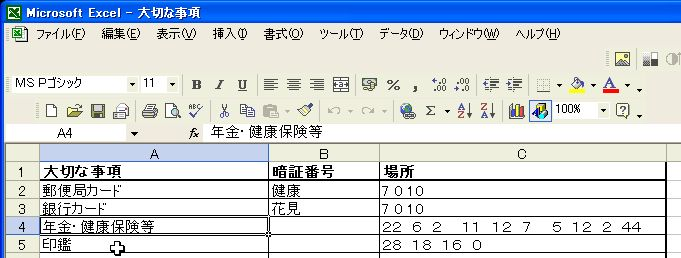 Microsoft Excel - 大切な事項
ファイル(F) 編集(E) 表示(V) 挿入(I) 書式(O) ツール(T) データ(D) ウィンドウ(W) ヘルプ(H)
MS Pゴシック 11 B I U % , .00 .00
ABC Σ A Z Z A 100% ?
A4 fx 年金・健康保険等
A B C
1 大切な事項 暗証番号 場所
2 郵便局カード 健康 7 0 10
3 銀行カード 花見 7 0 10
4 年金・健康保険等 22 6 2 11 12 7 5 12 2 44
5 印鑑 28 18 16 0